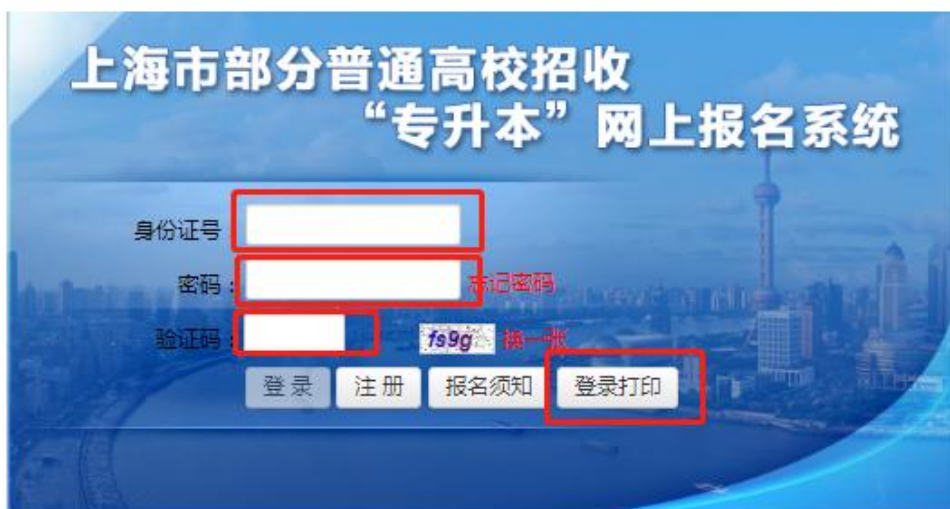 上海市部分普通高校招收
“专升本”网上报名系统
身份证号
密码：
忘记密码
验证码：
fs9g 换一张
登 录 注 册 报名须知 登录打印